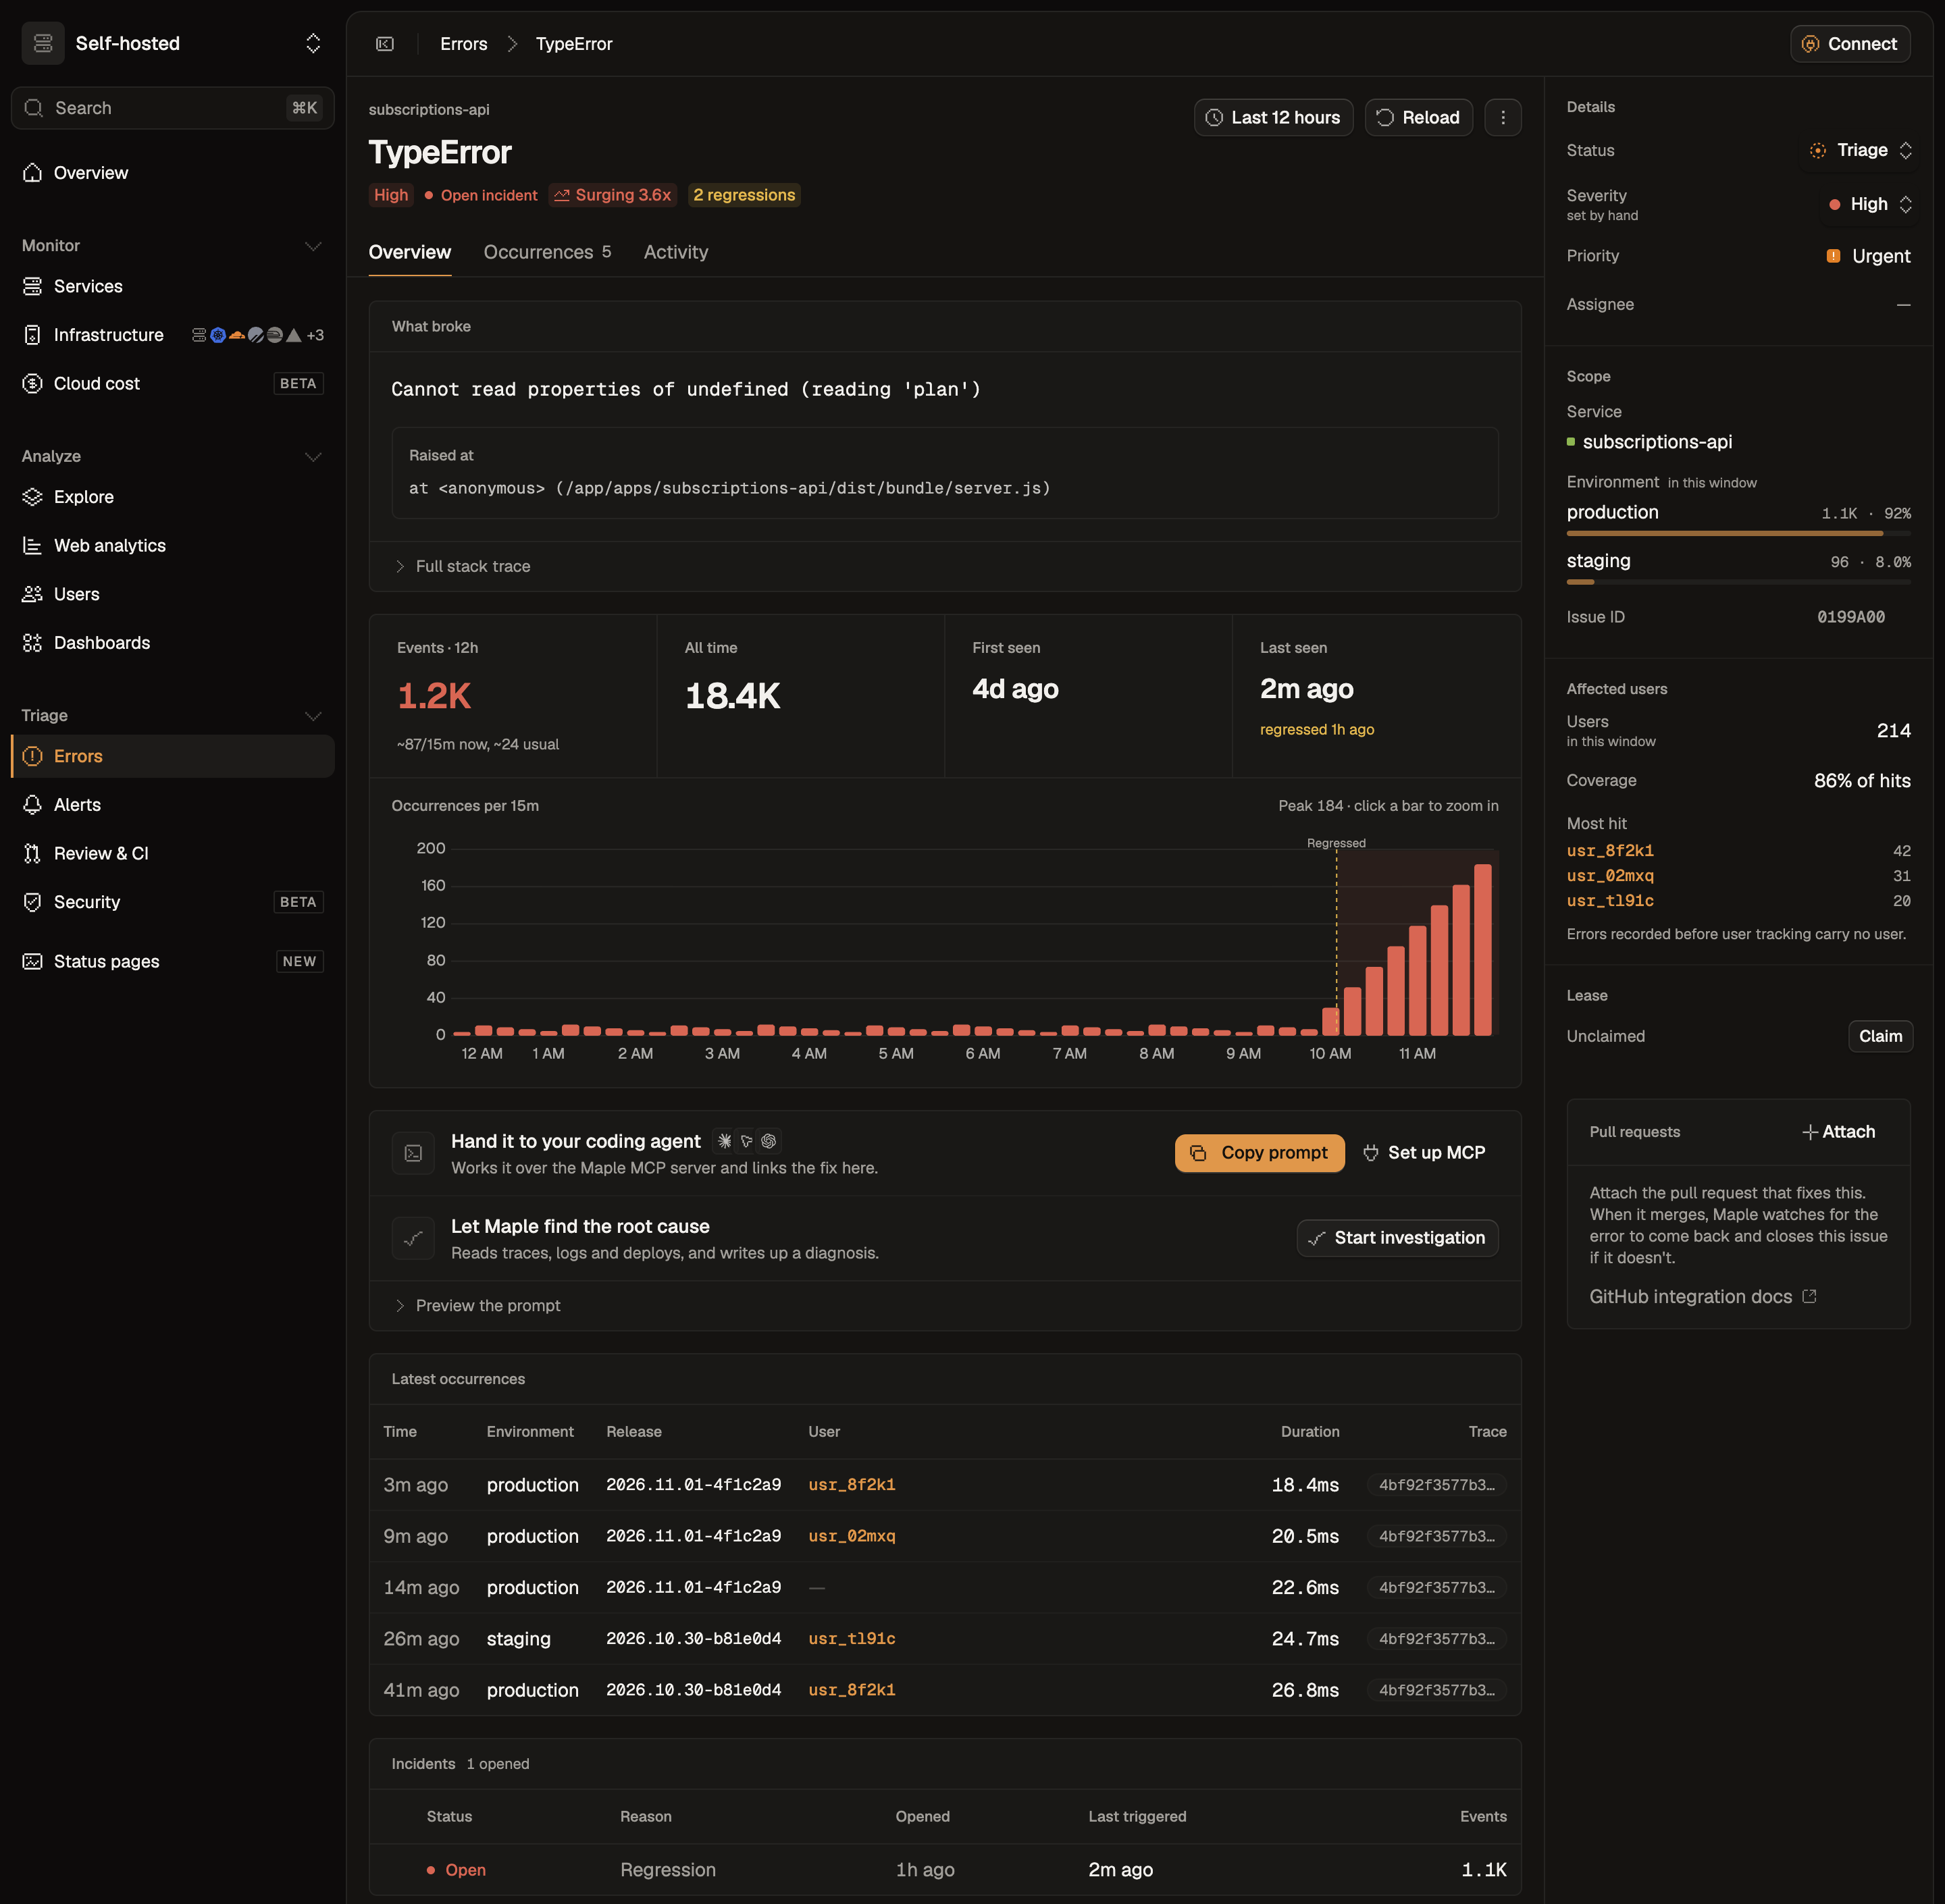 Self-hosted
Search ⌘K
Overview
Monitor
Services
Infrastructure +3
Cloud cost BETA
Analyze
Explore
Web analytics
Users
Dashboards
Triage
Errors
Alerts
Review & CI
Security BETA
Status pages NEW
Errors TypeError
Connect
subscriptions-api
TypeError
Last 12 hours Reload
High Open incident Surging 3.6x 2 regressions
Overview Occurrences 5 Activity
What broke
Cannot read properties of undefined (reading 'plan')
Raised at
at <anonymous> (/app/apps/subscriptions-api/dist/bundle/server.js)
Full stack trace
Events · 12h
1.2K
~87/15m now, ~24 usual
All time
18.4K
First seen
4d ago
Last seen
2m ago
regressed 1h ago
Occurrences per 15m
Peak 184 · click a bar to zoom in
Regressed
200
160
120
80
40
0
12 AM 1 AM 2 AM 3 AM 4 AM 5 AM 6 AM 7 AM 8 AM 9 AM 10 AM 11 AM
Hand it to your coding agent
Works it over the Maple MCP server and links the fix here.
Copy prompt Set up MCP
Let Maple find the root cause
Reads traces, logs and deploys, and writes up a diagnosis.
Start investigation
Preview the prompt
Latest occurrences
Time Environment Release User Duration Trace
3m ago production 2026.11.01-4f1c2a9 usr_8f2k1 18.4ms 4bf92f3577b3…
9m ago production 2026.11.01-4f1c2a9 usr_02mxq 20.5ms 4bf92f3577b3…
14m ago production 2026.11.01-4f1c2a9 — 22.6ms 4bf92f3577b3…
26m ago staging 2026.10.30-b81e0d4 usr_tl91c 24.7ms 4bf92f3577b3…
41m ago production 2026.10.30-b81e0d4 usr_8f2k1 26.8ms 4bf92f3577b3…
Incidents 1 opened
Status Reason Opened Last triggered Events
Open Regression 1h ago 2m ago 1.1K
Details
Status Triage
Severity High
set by hand
Priority Urgent
Assignee —
Scope
Service
subscriptions-api
Environment in this window
production 1.1K · 92%
staging 96 · 8.0%
Issue ID 0199A00
Affected users
Users 214
in this window
Coverage 86% of hits
Most hit
usr_8f2k1 42
usr_02mxq 31
usr_tl91c 20
Errors recorded before user tracking carry no user.
Lease
Unclaimed Claim
Pull requests Attach
Attach the pull request that fixes this.
When it merges, Maple watches for the
error to come back and closes this issue
if it doesn't.
GitHub integration docs